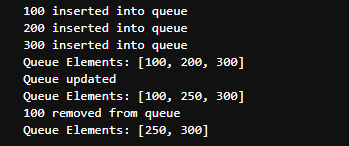 100 inserted into queue
200 inserted into queue
300 inserted into queue
Queue Elements: [100, 200, 300]
Queue updated
Queue Elements: [100, 250, 300]
100 removed from queue
Queue Elements: [250, 300]